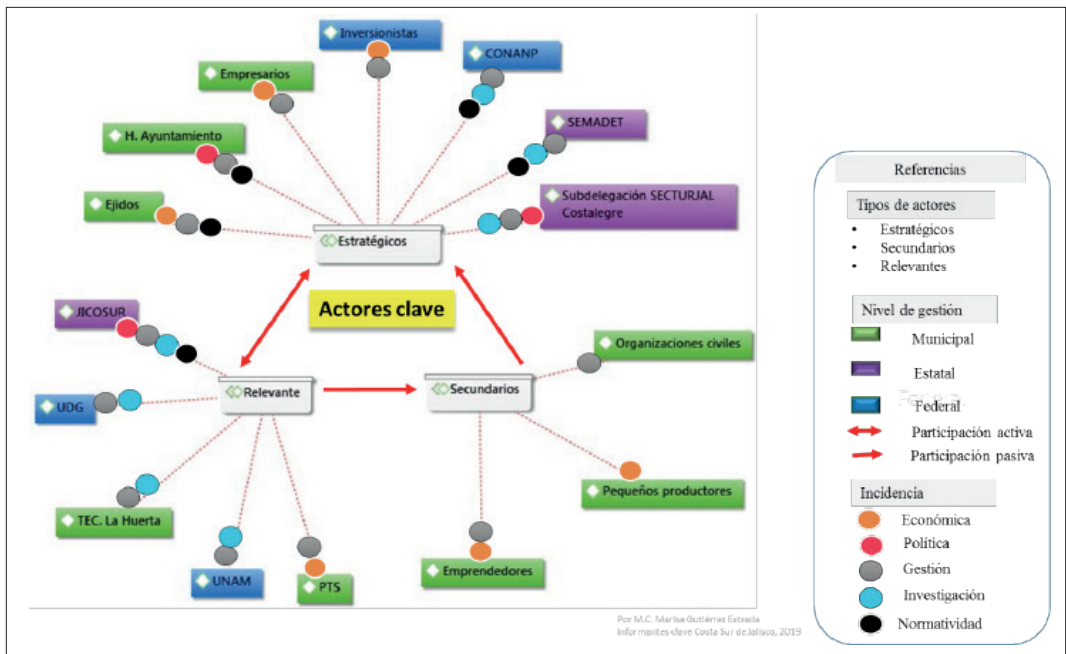 Inversionistas
CONANP
Empresarios
SEMADET
H. Ayuntamiento
Subdelegación SECTURJAL
Costalegre
Ejidos
Estratégicos
Actores clave
JICOSUR
Organizaciones civiles
Relevante
Secundarios
UDG
Pequeños productores
TEC. La Huerta
Emprendedores
UNAM
PTS
Por M.C. Marisa Gutiérrez Estrada
Informantes clave Costa Sur de Jalisco, 2019
Referencias
Tipos de actores
• Estratégicos
• Secundarios
• Relevantes
Nivel de gestión
Municipal
Estatal
Federal
Participación activa
Participación pasiva
Incidencia
Económica
Política
Gestión
Investigación
Normatividad